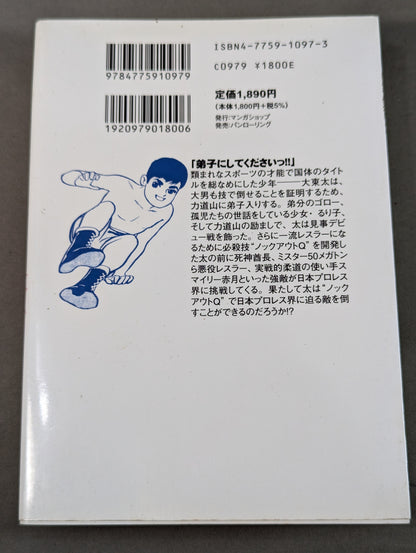 ISBN4-7759-1097-3
C0979 ¥1800E
9784775910979
定価1,890円
(本体1,800円+税5%)
発行:マンガショップ
発売:パンローリング
1920979018006
「弟子にしてくださいっ!!」
類まれなスポーツの才能で国体のタイト
ルを総なめにした少年───大東太は、
大男も技で倒せることを証明するため、
力道山に弟子入りする。弟分のゴロー、
孤児たちの世話をしている少女・るり子、
そして力道山の励ましで、太は見事デビ
ュー戦を飾った。さらに一流レスラーにな
るために必殺技“ノックアウトQ”を開発し
た太の前に死神酋長、ミスター50メガトン
ら悪役レスラー、実戦的柔道の使い手ス
マイリー赤月といった強敵が日本プロレス
界に挑戦してくる。果たして太は“ノック
アウトQ”で日本プロレス界に迫る敵を倒
すことができるのだろうか!?